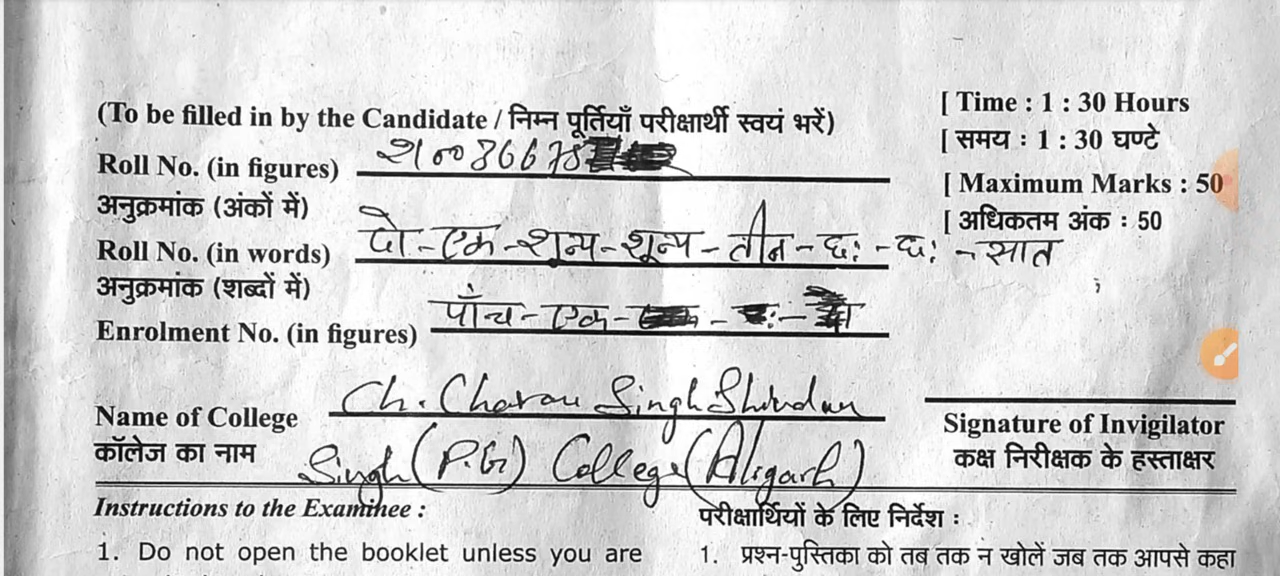 (To be filled in by the Candidate / निम्न पूर्तियाँ परीक्षार्थी स्वयं भरें)
[ Time : 1 : 30 Hours
[ समय : 1 : 30 घण्टे
[ Maximum Marks : 50
[ अधिकतम अंक : 50
Roll No. (in figures)
अनुक्रमांक (अंकों में)
Roll No. (in words) दो-एक-शून्य-शून्य-तीन-छः-छः-सात
अनुक्रमांक (शब्दों में)
पाँच-एक-
Enrolment No. (in figures)
Name of College Ch. Charan Singh
कॉलेज का नाम Singh (P.G) College (Aligarh)
Signature of Invigilator
कक्ष निरीक्षक के हस्ताक्षर
Instructions to the Examinee :
1. Do not open the booklet unless you are
परीक्षार्थियों के लिए निर्देश :
1. प्रश्न-पुस्तिका को तब तक न खोलें जब तक आपसे कहा